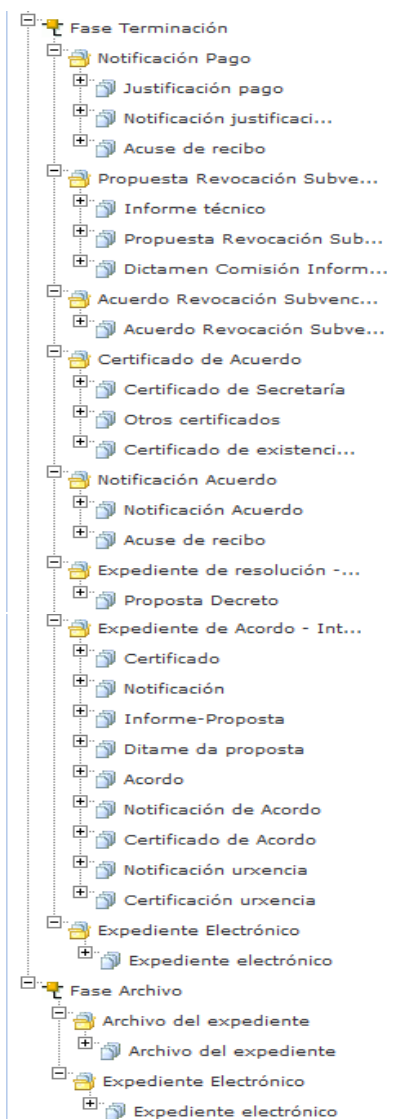 Fase Terminación
Notificación Pago
Justificación pago
Notificación justificaci...
Acuse de recibo
Propuesta Revocación Subve...
Informe técnico
Propuesta Revocación Sub...
Dictamen Comisión Inform...
Acuerdo Revocación Subvenc...
Acuerdo Revocación Subve...
Certificado de Acuerdo
Certificado de Secretaría
Otros certificados
Certificado de existenci...
Notificación Acuerdo
Notificación Acuerdo
Acuse de recibo
Expediente de resolución -...
Proposta Decreto
Expediente de Acordo - Int...
Certificado
Notificación
Informe-Proposta
Ditame da proposta
Acordo
Notificación de Acordo
Certificado de Acordo
Notificación urxencia
Certificación urxencia
Expediente Electrónico
Expediente electrónico
Fase Archivo
Archivo del expediente
Archivo del expediente
Expediente Electrónico
Expediente electrónico